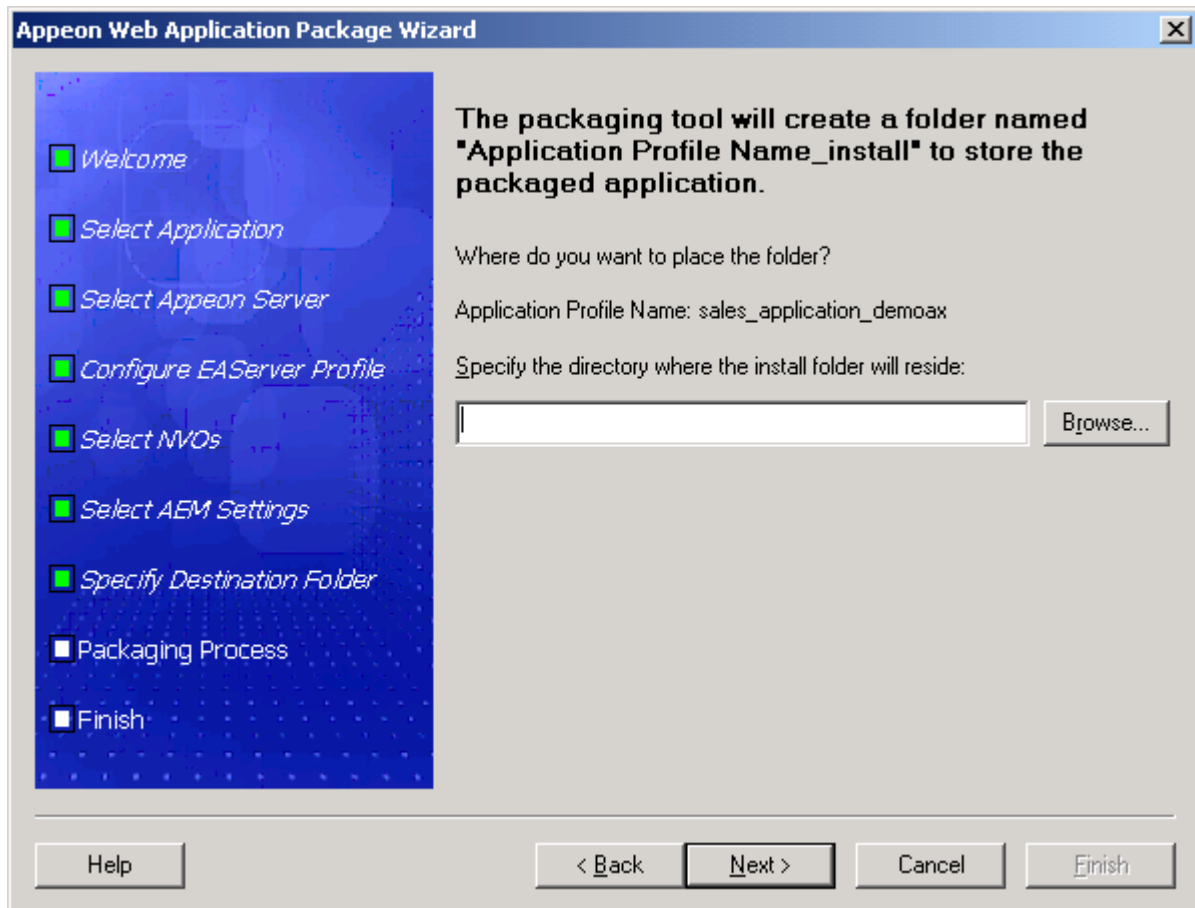 Appeon Web Application Package Wizard
Welcome
Select Application
Select Appeon Server
Configure EAServer Profile
Select NVOs
Select AEM Settings
Specify Destination Folder
Packaging Process
Finish
The packaging tool will create a folder named
"Application Profile Name_install" to store the
packaged application.
Where do you want to place the folder?
Application Profile Name: sales_application_demoax
Specify the directory where the install folder will reside:
Browse...
Help
< Back
Next >
Cancel
Finish